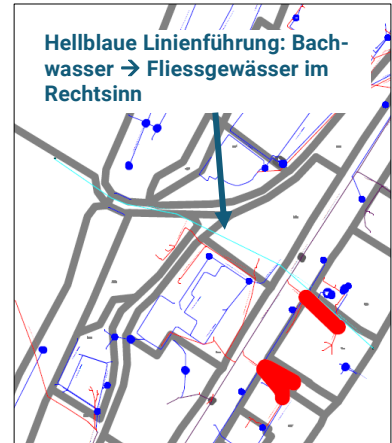 Hellblaue Linienführung: Bach-
wasser → Fliessgewässer im
Rechtsinn